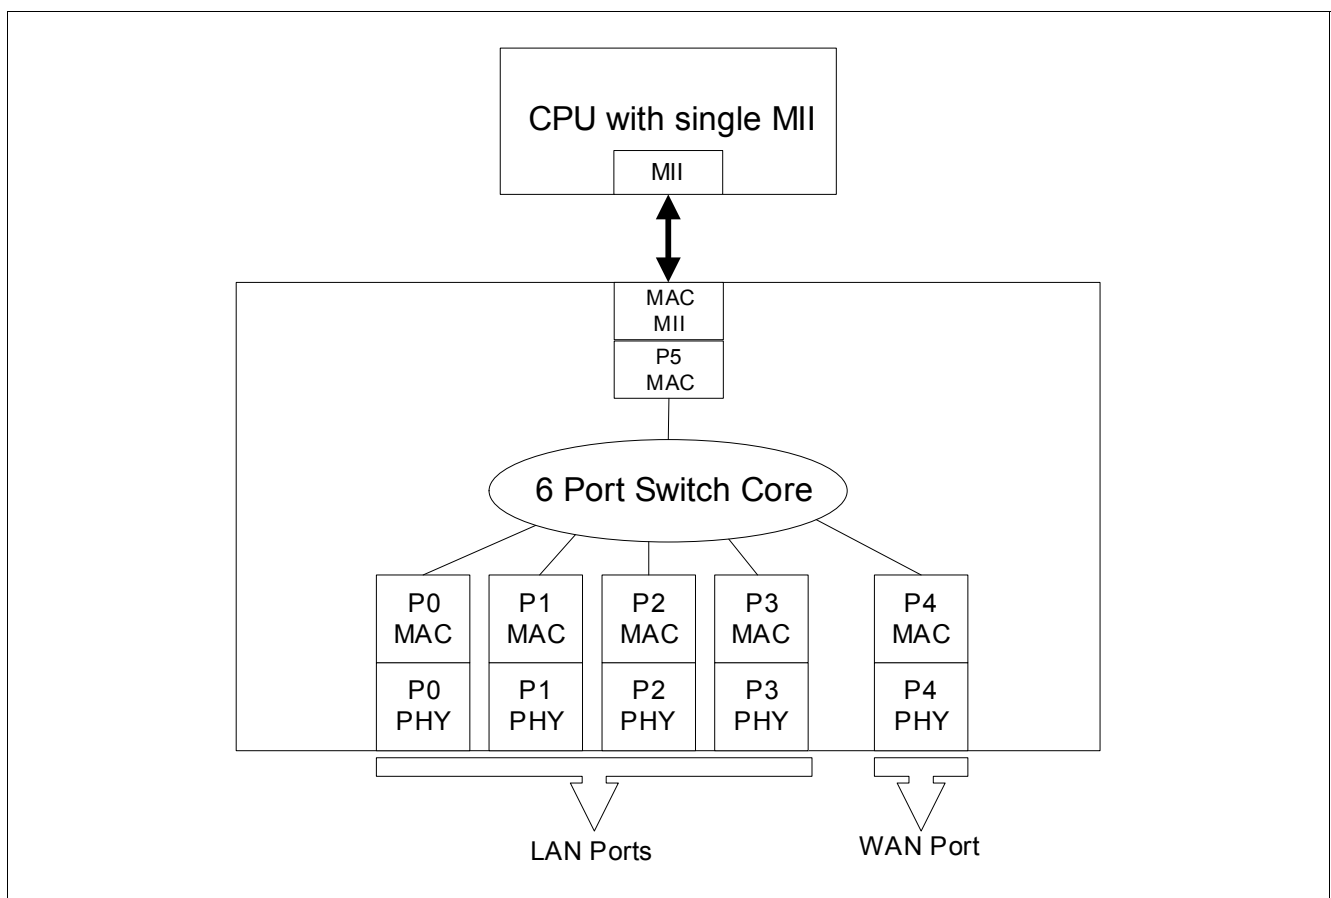 CPU with single MII
MII
MAC
MII
P5
MAC
6 Port Switch Core
P0
MAC
P1
MAC
P2
MAC
P3
MAC
P4
MAC
P0
PHY
P1
PHY
P2
PHY
P3
PHY
P4
PHY
LAN Ports
WAN Port